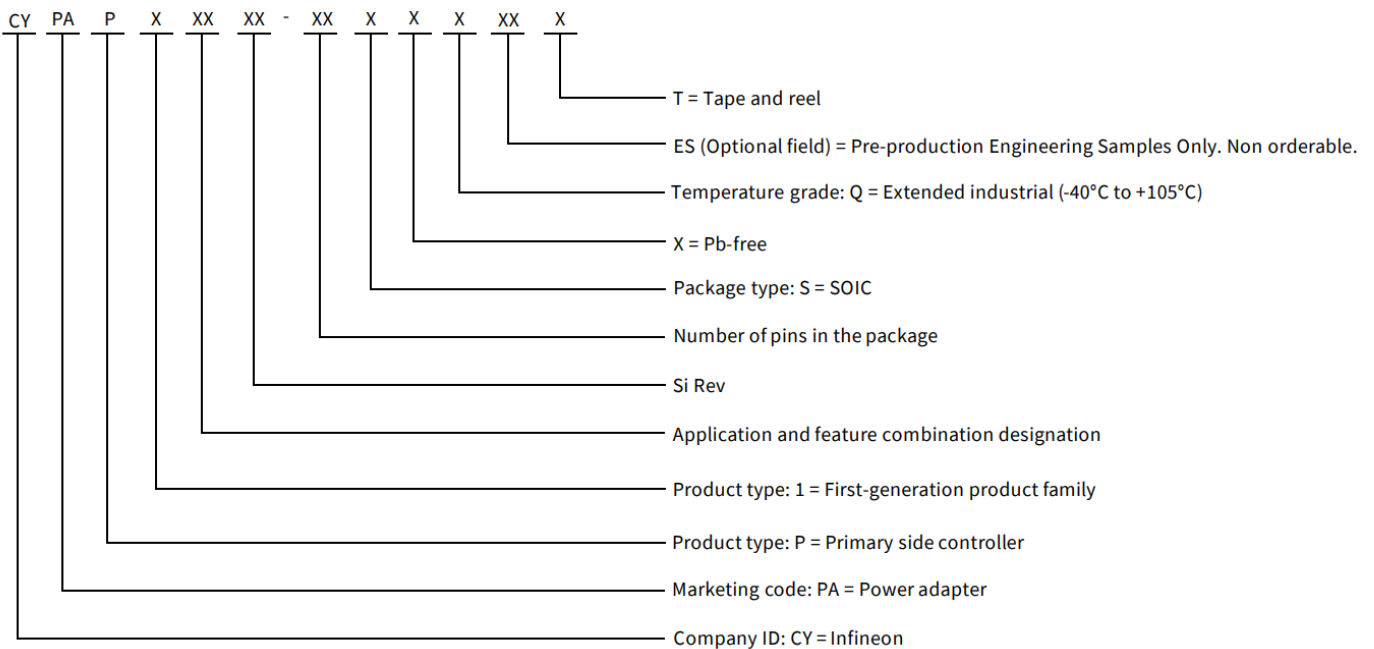 CY PA P X XX XX - XX X X X XX X
T = Tape and reel
ES (Optional field) = Pre-production Engineering Samples Only. Non orderable.
Temperature grade: Q = Extended industrial (-40°C to +105°C)
X = Pb-free
Package type: S = SOIC
Number of pins in the package
Si Rev
Application and feature combination designation
Product type: 1 = First-generation product family
Product type: P = Primary side controller
Marketing code: PA = Power adapter
Company ID: CY = Infineon